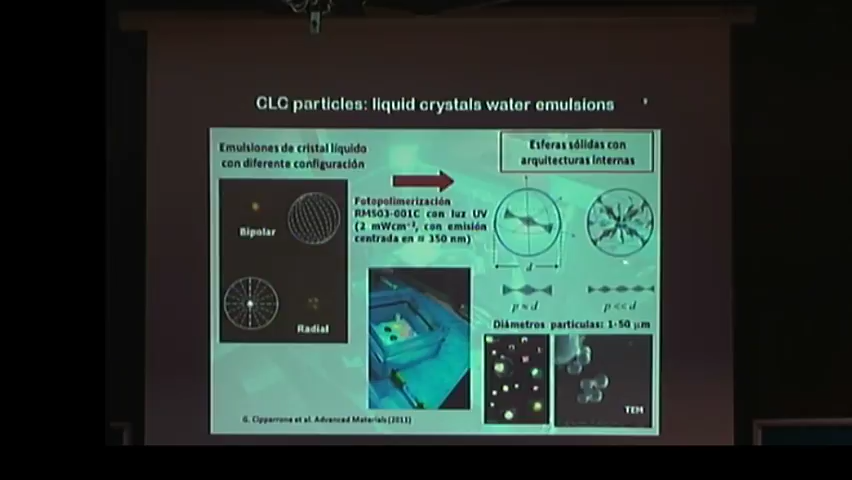 CLC particles: liquid crystals water emulsions
Emulsiones de cristal líquido
con diferente configuración
Bipolar
Radial
Fotopolimerización
RMS03-001C con luz UV
(2 mWcm⁻², con emisión
centrada en ≈ 350 nm)
Esferas sólidas con
arquitecturas internas
d
p ≈ d
p << d
Diámetros partículas: 1-50 μm
TEM
G. Cipparrone et al. Advanced Materials (2011)